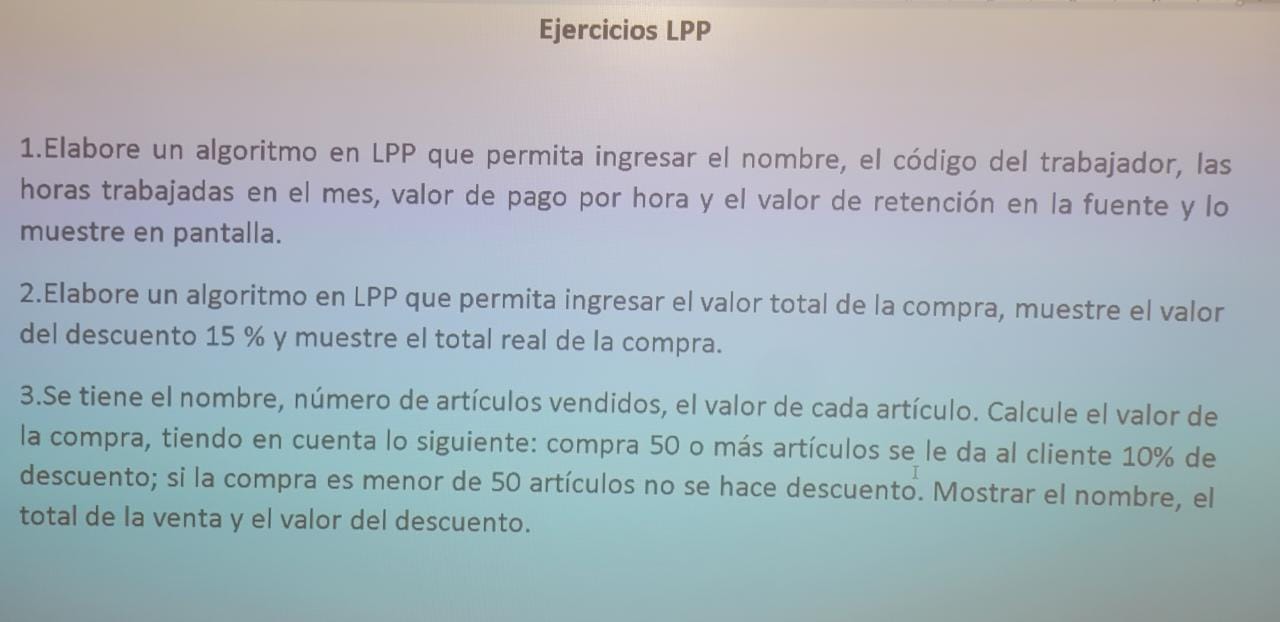 Ejercicios LPP
1.Elabore un algoritmo en LPP que permita ingresar el nombre, el código del trabajador, las
horas trabajadas en el mes, valor de pago por hora y el valor de retención en la fuente y lo
muestre en pantalla.
2.Elabore un algoritmo en LPP que permita ingresar el valor total de la compra, muestre el valor
del descuento 15 % y muestre el total real de la compra.
3.Se tiene el nombre, número de artículos vendidos, el valor de cada artículo. Calcule el valor de
la compra, tiendo en cuenta lo siguiente: compra 50 o más artículos se le da al cliente 10% de
descuento; si la compra es menor de 50 artículos no se hace descuento. Mostrar el nombre, el
total de la venta y el valor del descuento.